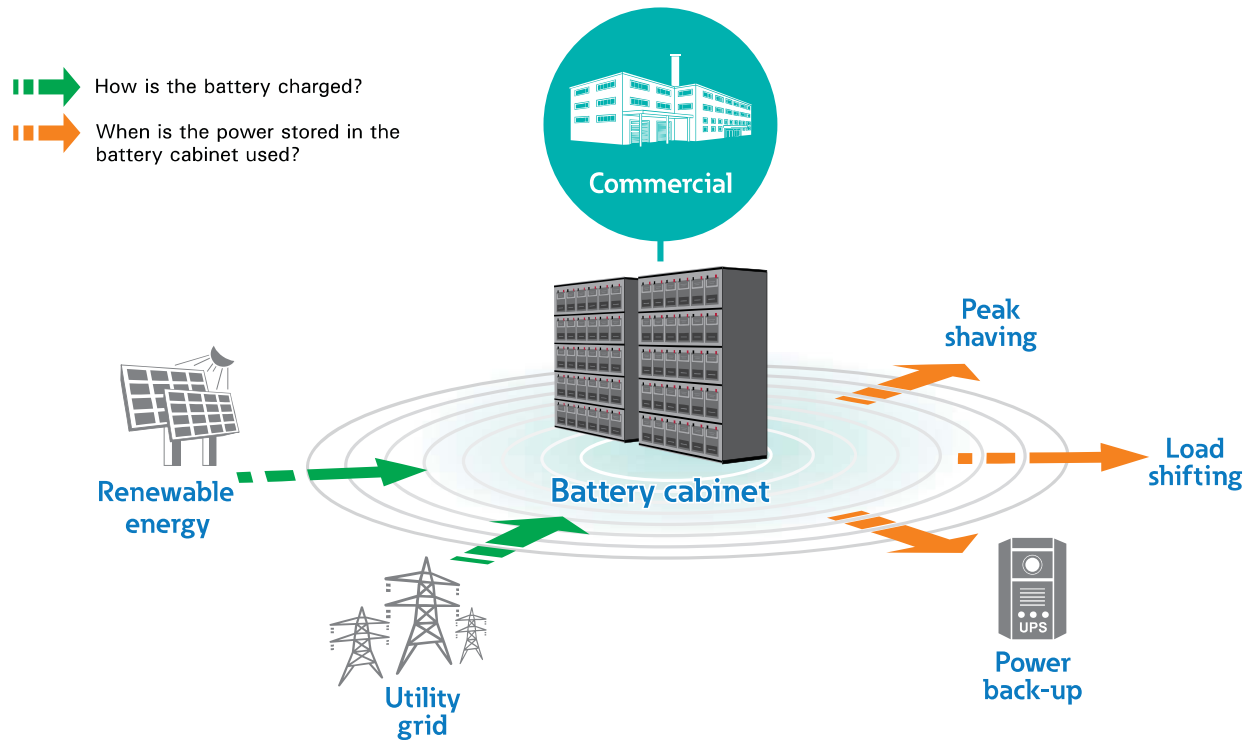 How is the battery charged?
When is the power stored in the
battery cabinet used?
Commercial
Peak
shaving
Load
shifting
Renewable
energy
Battery cabinet
UPS
Power
back-up
Utility
grid